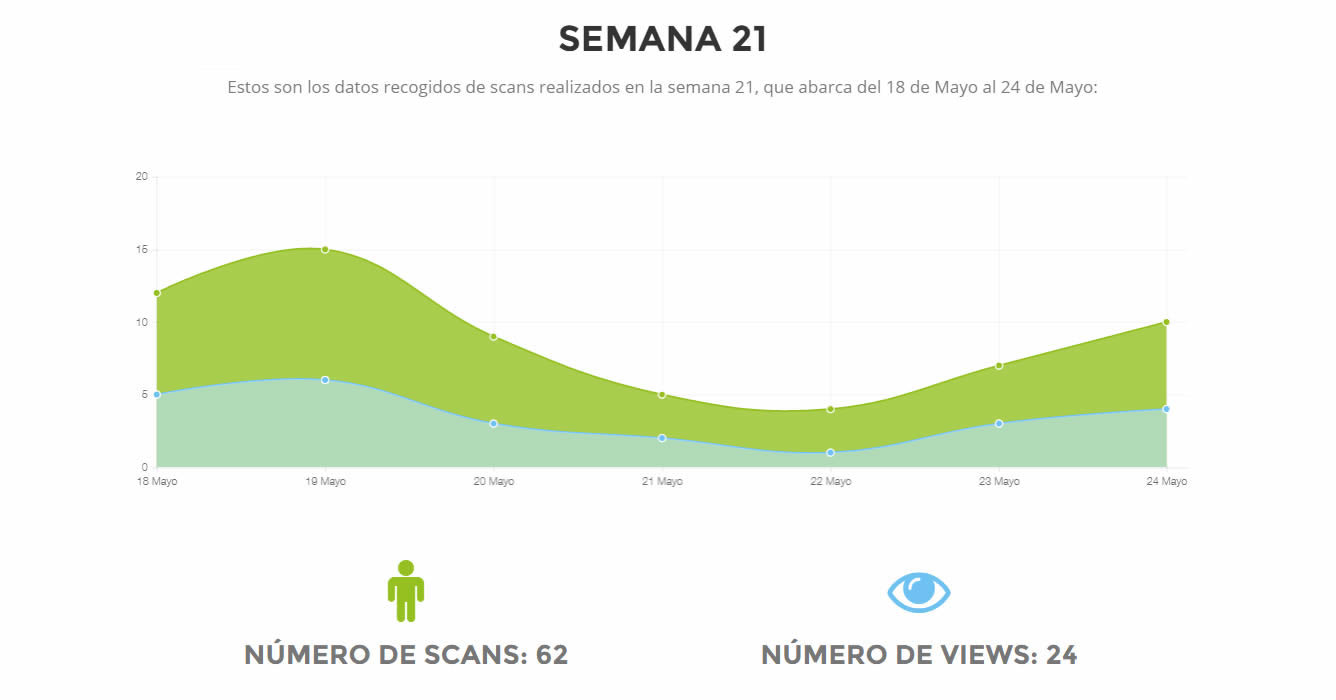 SEMANA 21
Estos son los datos recogidos de scans realizados en la semana 21, que abarca del 18 de Mayo al 24 de Mayo:
20
15
10
5
0
18 Mayo 19 Mayo 20 Mayo 21 Mayo 22 Mayo 23 Mayo 24 Mayo
NÚMERO DE SCANS: 62 NÚMERO DE VIEWS: 24